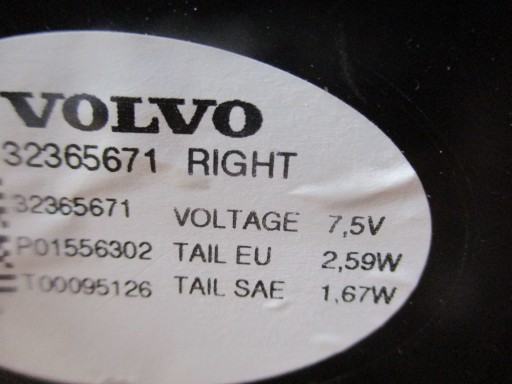 VOLVO
32365671 RIGHT
32365671 VOLTAGE 7,5V
P01556302 TAIL EU 2,59W
T00095126 TAIL SAE 1,67W